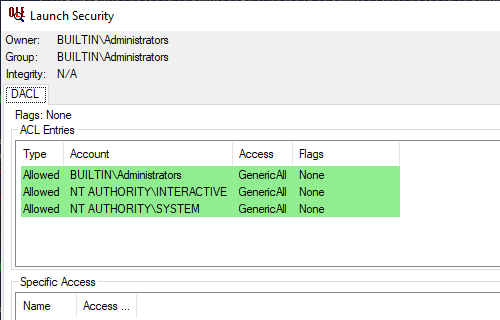 OLE
Launch Security
Owner: BUILTIN\Administrators
Group: BUILTIN\Administrators
Integrity: N/A
DACL
Flags: None
ACL Entries
Type Account Access Flags
Allowed BUILTIN\Administrators GenericAll None
Allowed NT AUTHORITY\INTERACTIVE GenericAll None
Allowed NT AUTHORITY\SYSTEM GenericAll None
Specific Access
Name Access ...